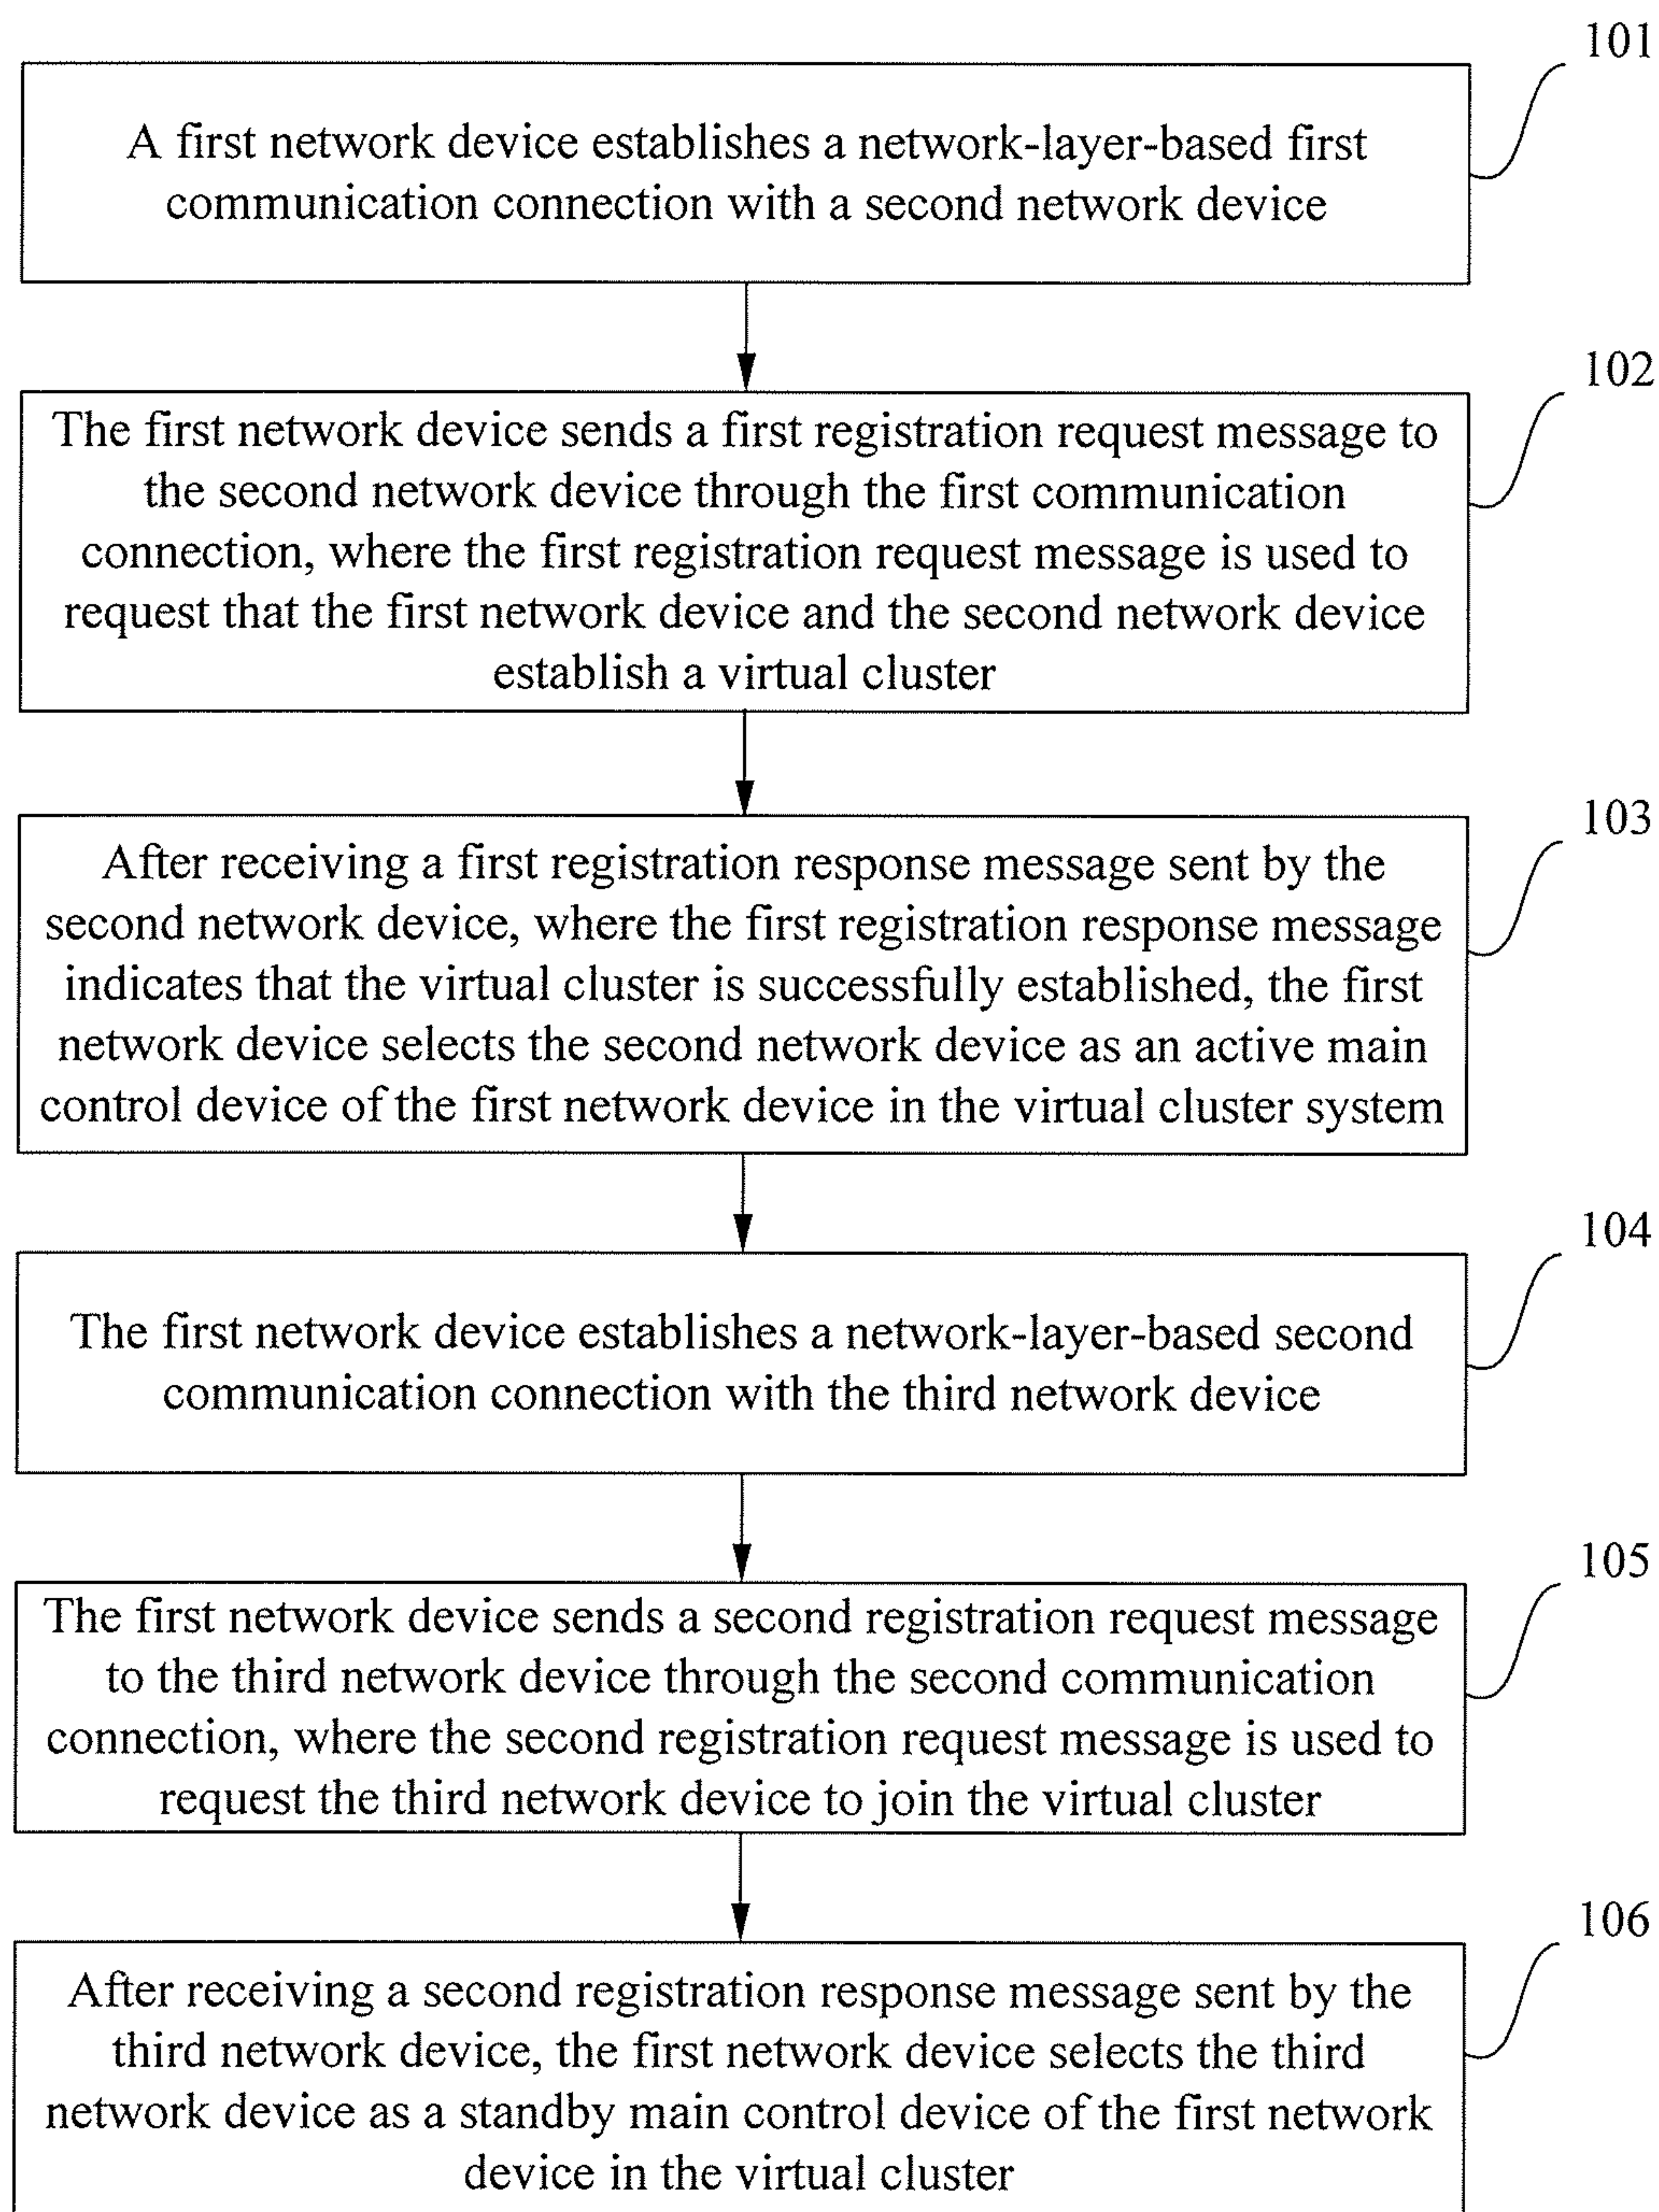 101
A first network device establishes a network-layer-based first
communication connection with a second network device
102
The first network device sends a first registration request message to
the second network device through the first communication
connection, where the first registration request message is used to
request that the first network device and the second network device
establish a virtual cluster
103
After receiving a first registration response message sent by the
second network device, where the first registration response message
indicates that the virtual cluster is successfully established, the first
network device selects the second network device as an active main
control device of the first network device in the virtual cluster system
104
The first network device establishes a network-layer-based second
communication connection with the third network device
105
The first network device sends a second registration request message
to the third network device through the second communication
connection, where the second registration request message is used to
request the third network device to join the virtual cluster
106
After receiving a second registration response message sent by the
third network device, the first network device selects the third
network device as a standby main control device of the first network
device in the virtual cluster